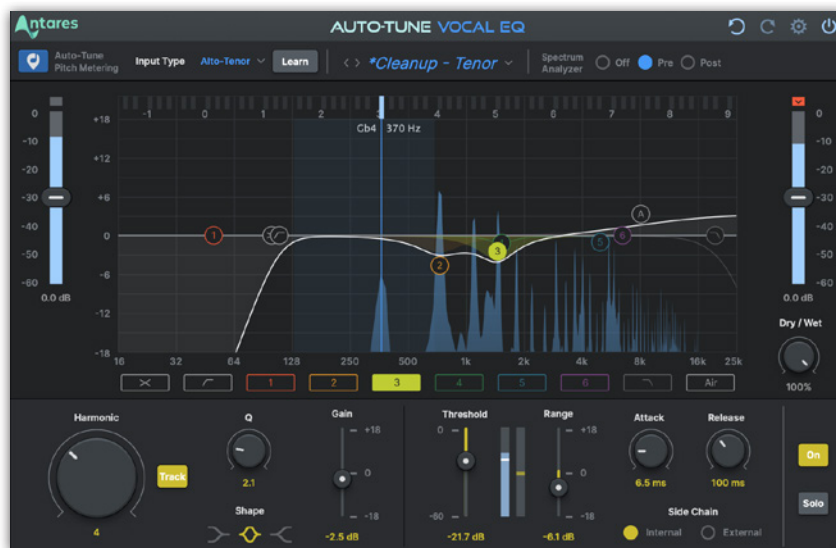 Antares
AUTO-TUNE VOCAL EQ
Auto-Tune
Pitch Metering
Input Type
Alto-Tenor
Learn
*Cleanup - Tenor
Spectrum
Analyzer
Off
Pre
Post
0
-10
-20
-30
-40
-50
-60
0.0 dB
+18
+12
+6
0
-6
-12
-18
-1 0 1 2 3 4 5 6 7 8 9
Gb4 370 Hz
1
2
3
5
6
A
16 32 64 128 250 500 1k 2k 4k 8k 16k 25k
1 2 3 4 5 6 Air
0
-10
-20
-30
-40
-50
-60
0.0 dB
Dry / Wet
100%
Harmonic
4
Track
Q
2.1
Shape
Gain
+18
0
-18
-2.5 dB
Threshold
0
-60
-21.7 dB
Range
+18
0
-18
-6.1 dB
Attack
6.5 ms
Release
100 ms
Side Chain
Internal
External
On
Solo